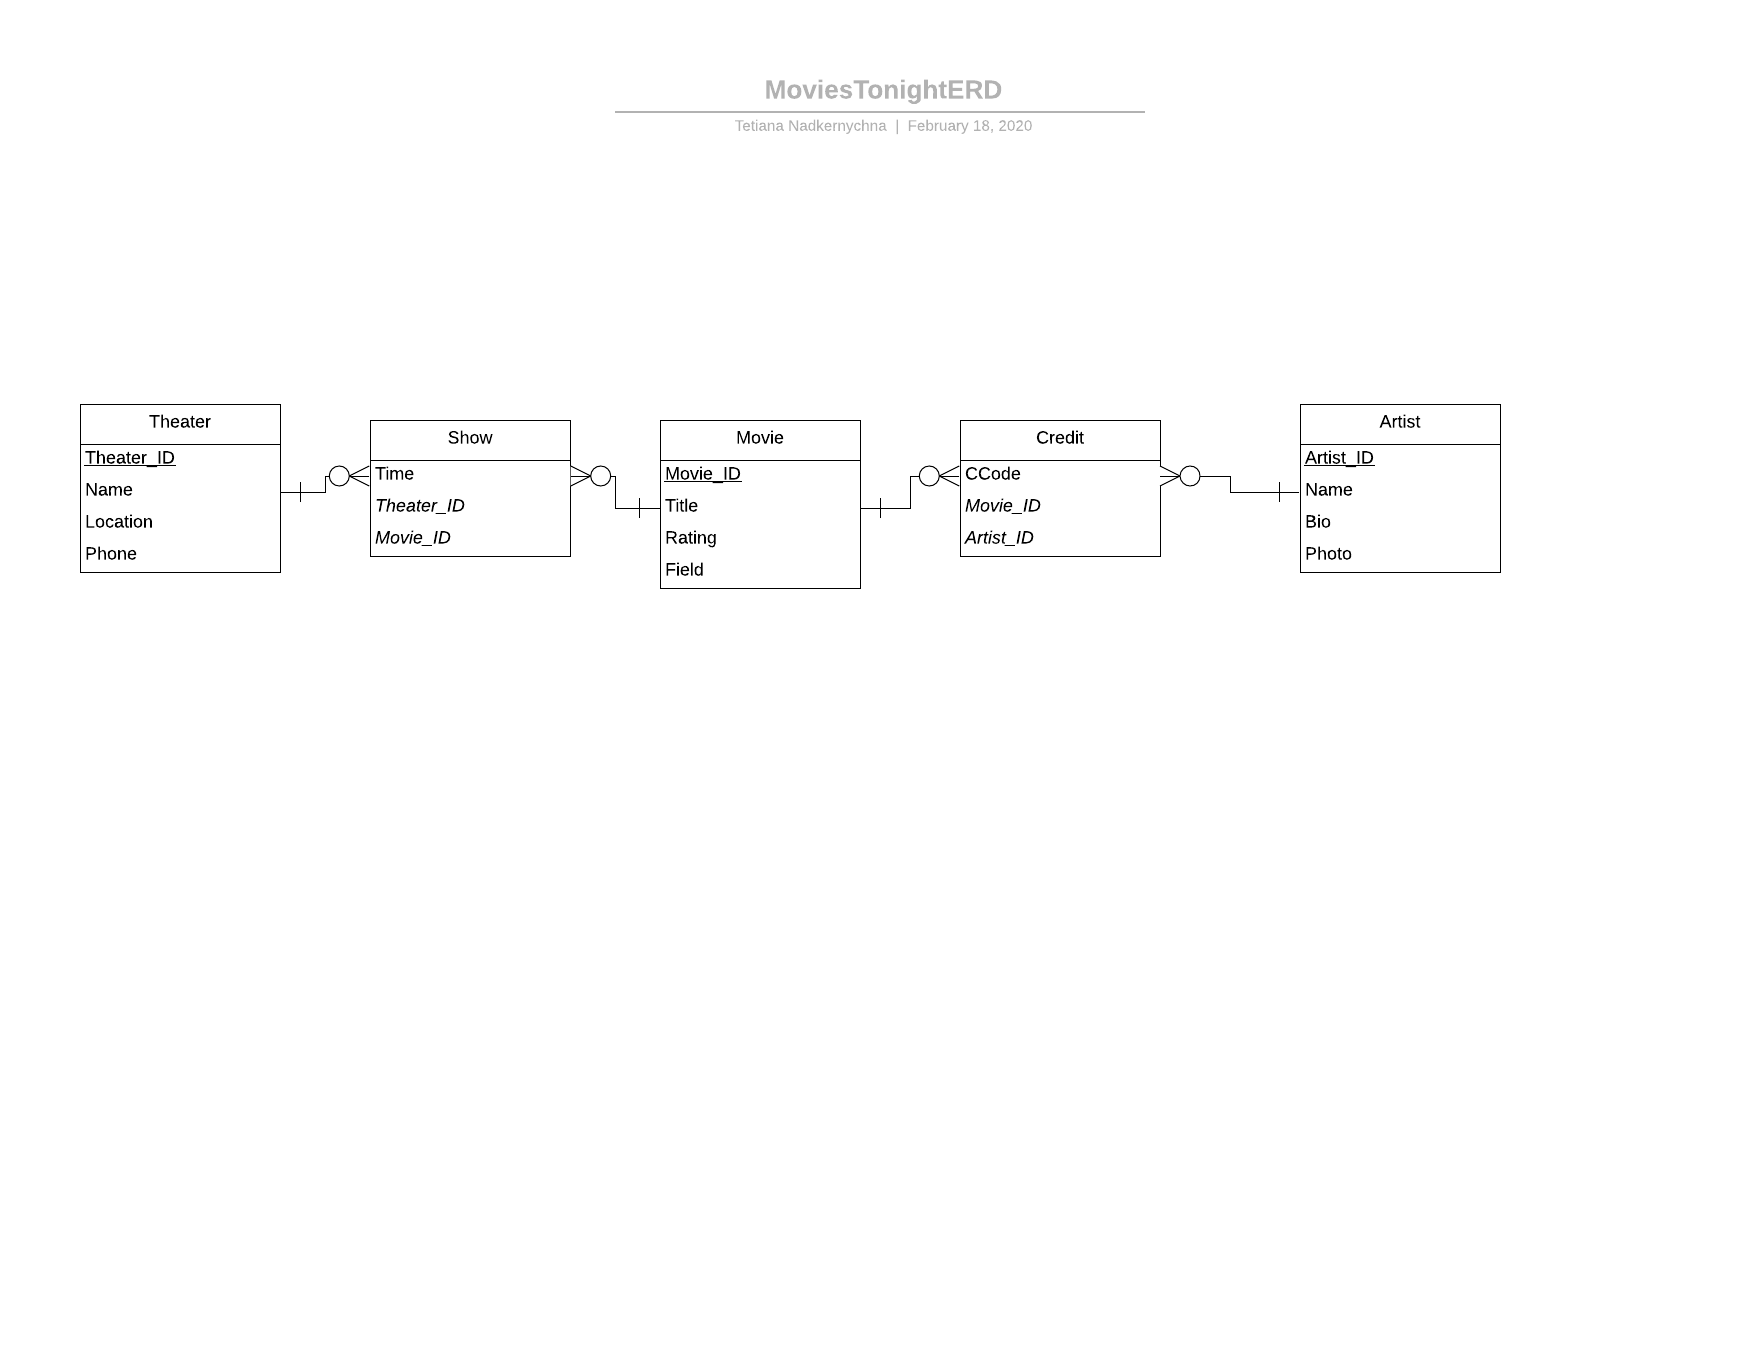 MoviesTonightERD
Tetiana Nadkernychna | February 18, 2020
Theater
Theater_ID
Name
Location
Phone
Show
Time
Theater_ID
Movie_ID
Movie
Movie_ID
Title
Rating
Field
Credit
CCode
Movie_ID
Artist_ID
Artist
Artist_ID
Name
Bio
Photo